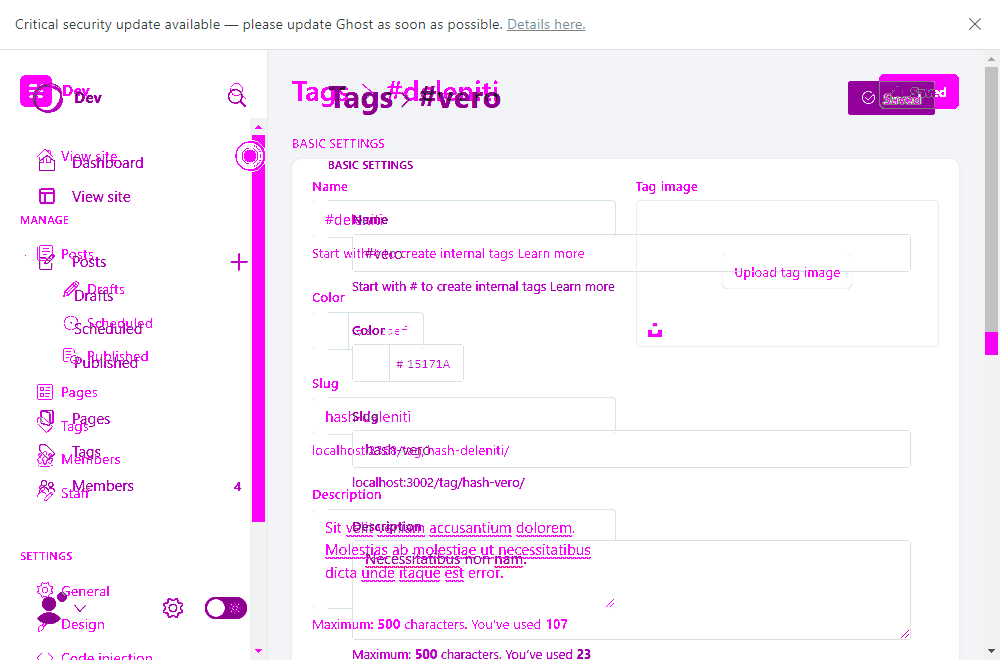 Critical security update available — please update Ghost as soon as possible. Details here.
Dev
Dev
Tags > #deleniti
Tags > #vero
Saved
Saved
View site
Dashboard
View site
MANAGE
Posts
Posts
Drafts
Drafts
Scheduled
Scheduled
Published
Published
Pages
Pages
Tags
Tags
Members
Members 4
Staff
SETTINGS
General
Design
Code injection
BASIC SETTINGS
BASIC SETTINGS
Name
Tag image
#deleniti
Name
Start with # to create internal tags Learn more
#vero
Upload tag image
Start with # to create internal tags Learn more
Color
Color
# 15171A
Slug
hash-deleniti
Slug
hash-vero
localhost:2368/tag/hash-deleniti/
localhost:3002/tag/hash-vero/
Description
Description
Sit velit veniam accusantium dolorem.
Molestias ab molestiae ut necessitatibus
dicta unde itaque est error.
Necessitatibus non nam.
Maximum: 500 characters. You've used 107
Maximum: 500 characters. You've used 23